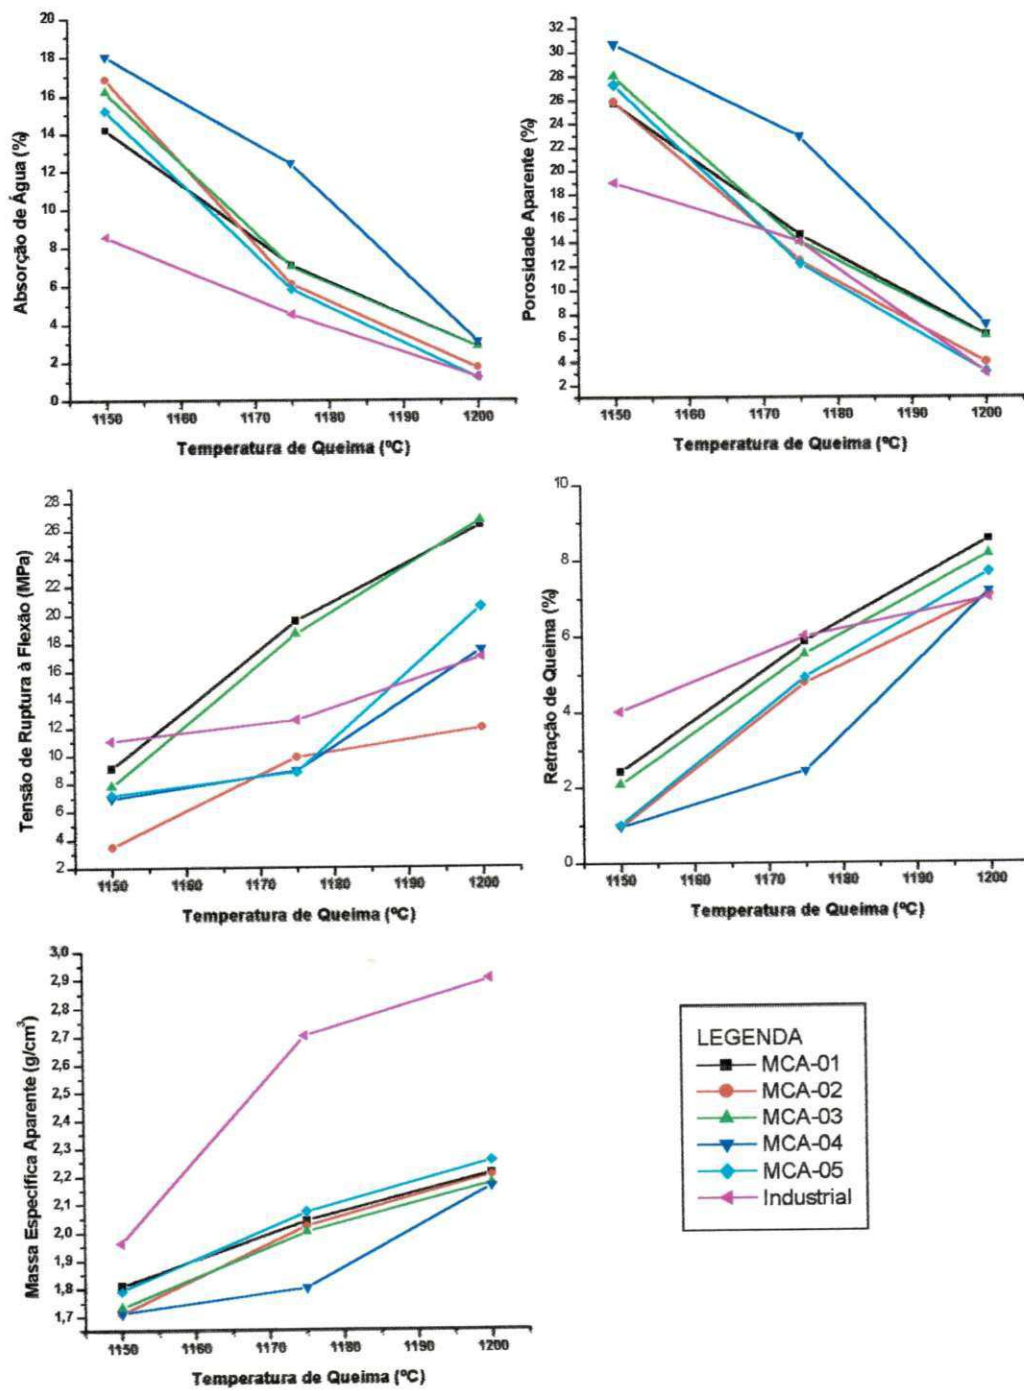 20
18
16
14
12
10
8
6
4
2
0
Absorção de Água (%)
1150 1160 1170 1180 1190 1200
Temperatura de Queima (ºC)
32
30
28
26
24
22
20
18
16
14
12
10
8
6
4
2
Porosidade Aparente (%)
1150 1160 1170 1180 1190 1200
Temperatura de Queima (ºC)
28
26
24
22
20
18
16
14
12
10
8
6
4
2
Tensão de Ruptura à Flexão (MPa)
1150 1160 1170 1180 1190 1200
Temperatura de Queima (ºC)
10
8
6
4
2
0
Retração de Queima (%)
1150 1160 1170 1180 1190 1200
Temperatura de Queima (ºC)
3,0
2,9
2,8
2,7
2,6
2,5
2,4
2,3
2,2
2,1
2,0
1,9
1,8
1,7
Massa Específica Aparente (g/cm³)
1150 1160 1170 1180 1190 1200
Temperatura de Queima (ºC)
LEGENDA
MCA-01
MCA-02
MCA-03
MCA-04
MCA-05
Industrial